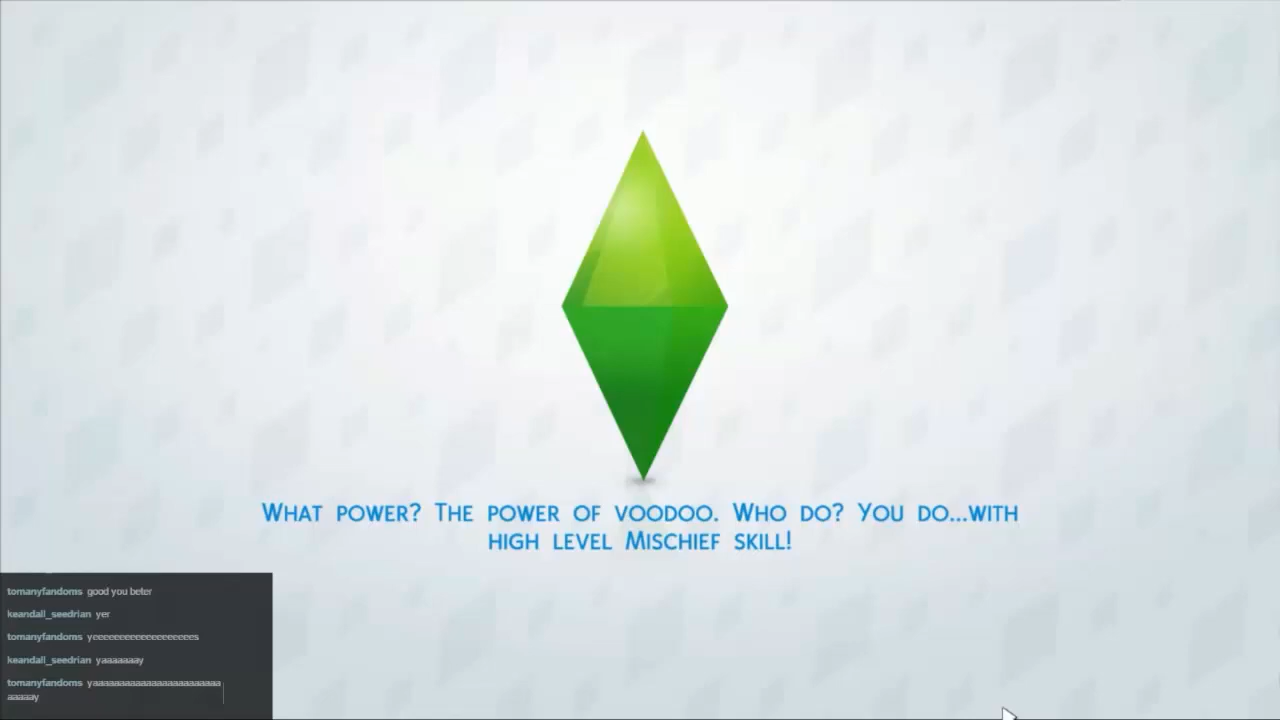 What power? The power of voodoo. Who do? You do...with
high level Mischief skill!
tomanyfandoms good you beter
keandall_seedrian yer
tomanyfandoms yeeeeeeeeeeeeeeeeeees
keandall_seedrian yaaaaaaay
tomanyfandoms yaaaaaaaaaaaaaaaaaaaaaaaa
aaaaay